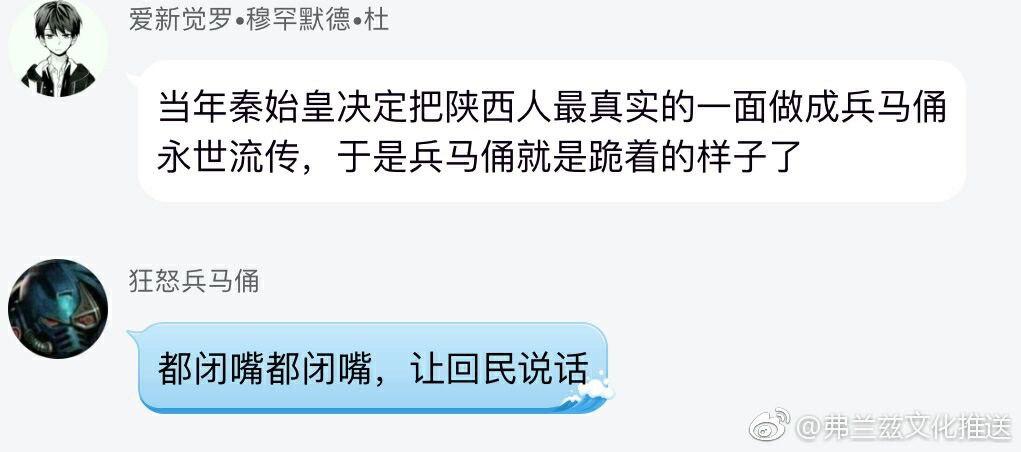 爱新觉罗•穆罕默德•杜
当年秦始皇决定把陕西人最真实的一面做成兵马俑
永世流传，于是兵马俑就是跪着的样子了
狂怒兵马俑
都闭嘴都闭嘴，让回民说话
@弗兰兹文化推送